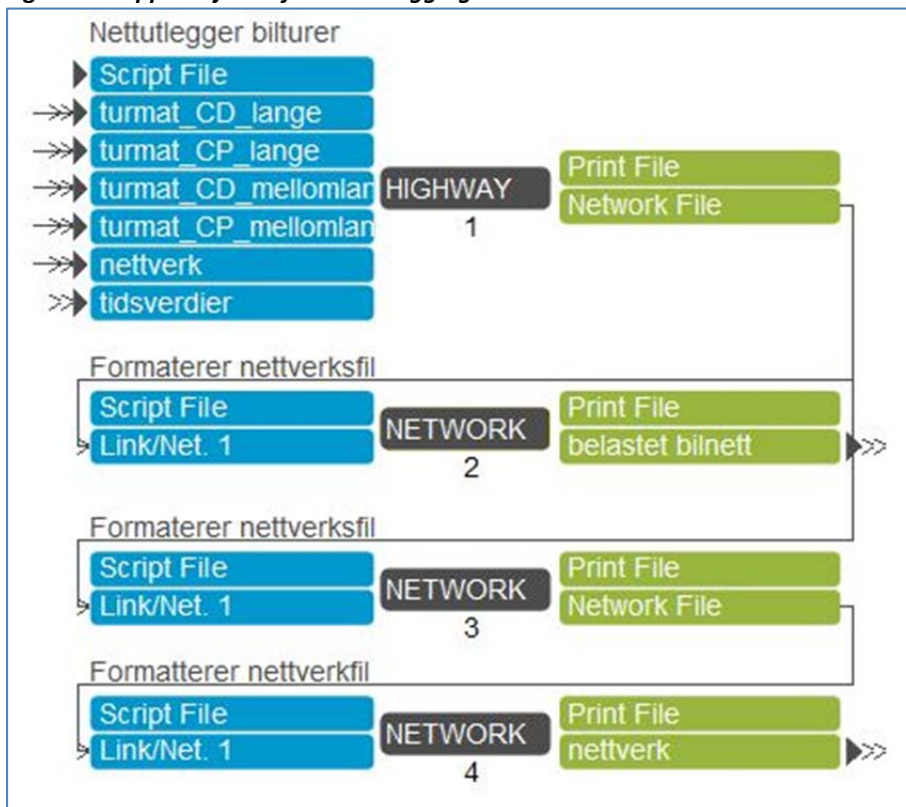 Nettutlegger bilturer
Script File
turmat_CD_lange
turmat_CP_lange
turmat_CD_mellomlan
turmat_CP_mellomlan
nettverk
tidsverdier
HIGHWAY
1
Print File
Network File
Formaterer nettverksfil
Script File
Link/Net. 1
NETWORK
2
Print File
belastet bilnett
Formaterer nettverksfil
Script File
Link/Net. 1
NETWORK
3
Print File
Network File
Formatterer nettverkfil
Script File
Link/Net. 1
NETWORK
4
Print File
nettverk